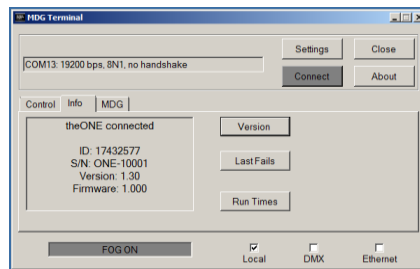 MDG Terminal
Settings
Close
COM13: 19200 bps, 8N1, no handshake
Connect
About
Control
Info
MDG
theONE connected
Version
ID: 17432577
S/N: ONE-10001
Version: 1.30
Firmware: 1.000
Last Fails
Run Times
FOG ON
Local
DMX
Ethernet